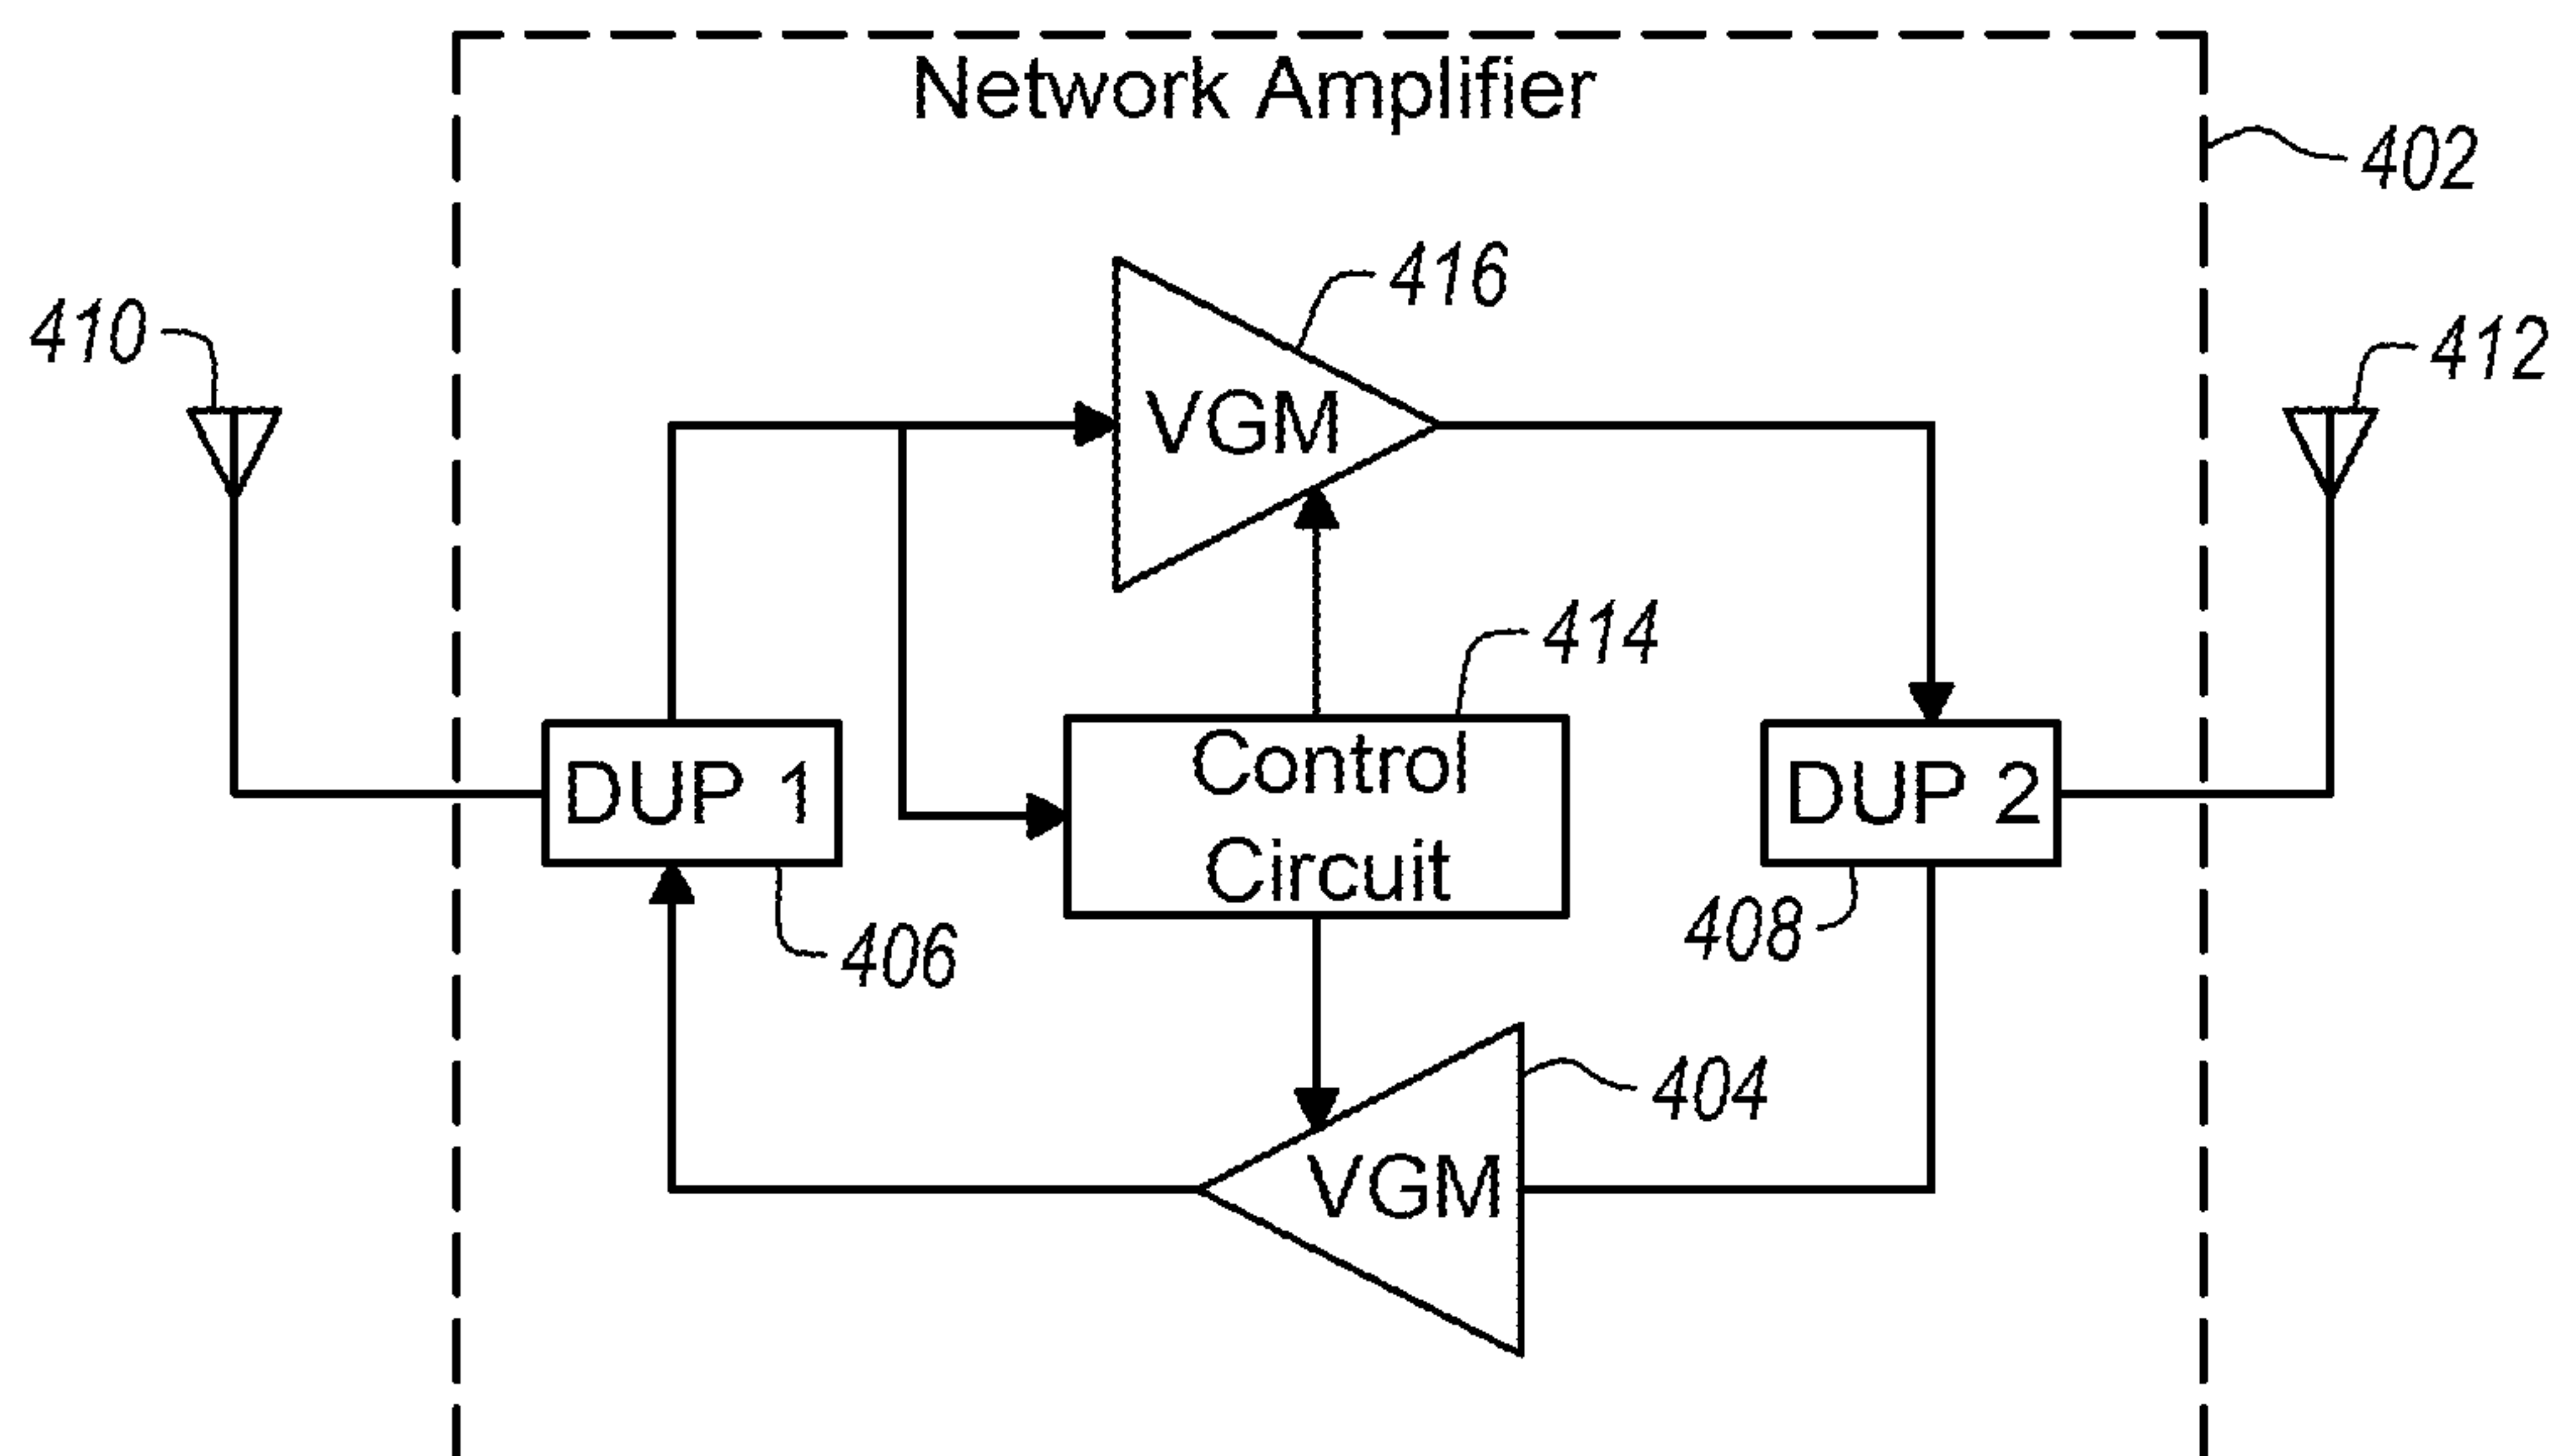 Network Amplifier
402
416
410
412
VGM
414
Control
Circuit
DUP 1
DUP 2
406
408
404
VGM